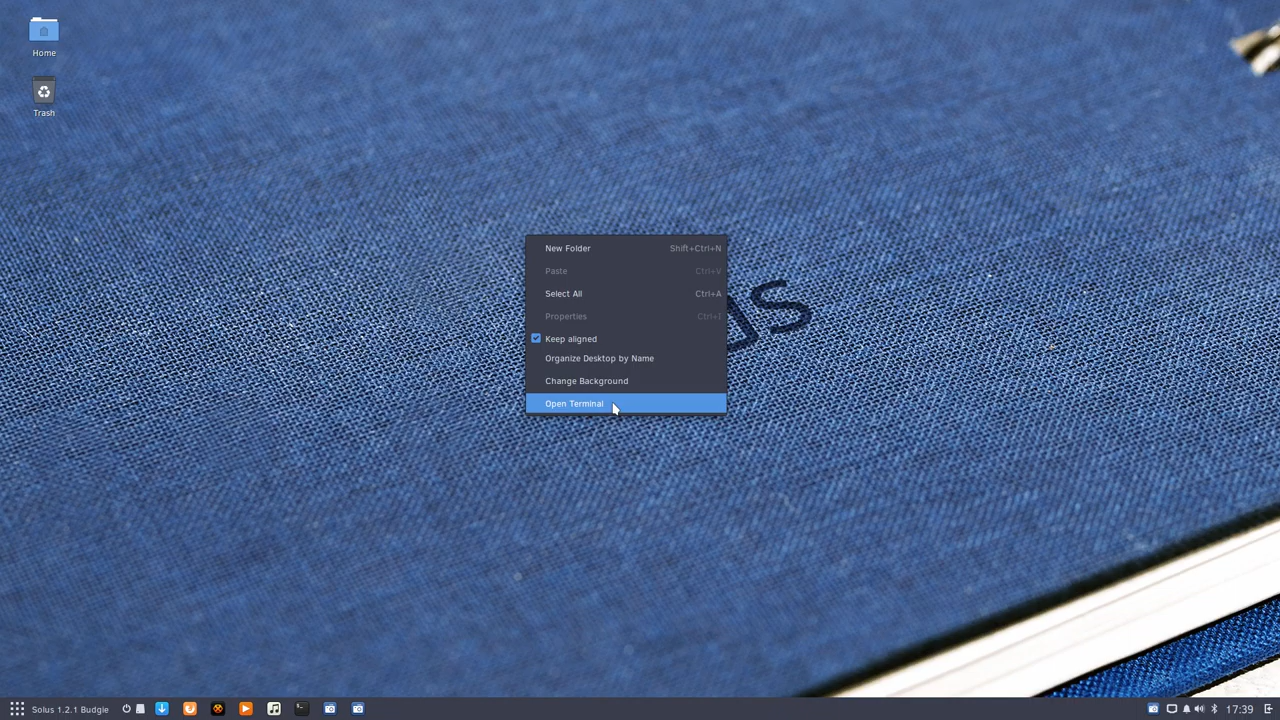 Home
Trash
New Folder Shift+Ctrl+N
Paste Ctrl+V
Select All Ctrl+A
Properties Ctrl+I
Keep aligned
Organize Desktop by Name
Change Background
Open Terminal
Solus 1.2.1 Budgie
17:39